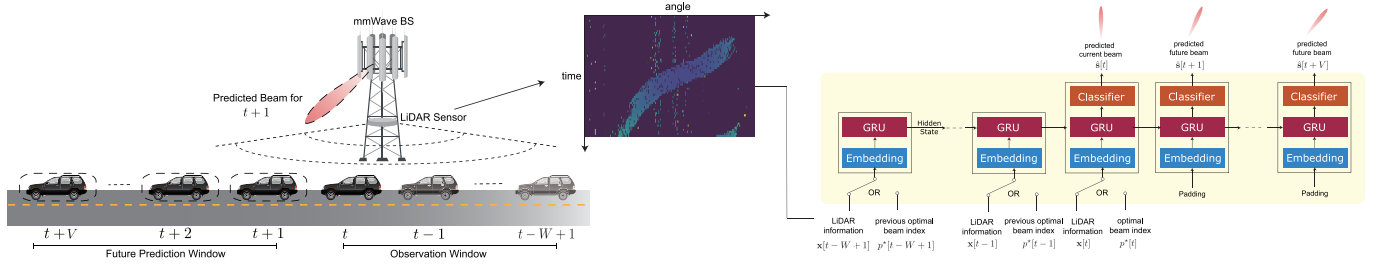 mmWave BS
Predicted Beam for
t + 1
LiDAR Sensor
t+V
t+2
t+1
t
t−1
t−W+1
Future Prediction Window
Observation Window
angle
time
predicted
current beam
ŝ[t]
predicted
future beam
ŝ[t+1]
predicted
future beam
ŝ[t+V]
Classifier
Classifier
Classifier
GRU
Hidden
State
GRU
GRU
GRU
GRU
Embedding
Embedding
Embedding
Embedding
Embedding
OR
OR
OR
Padding
Padding
LiDAR
information
x[t−W+1]
previous optimal
beam index
p*[t−W+1]
LiDAR
information
x[t−1]
previous optimal
beam index
p*[t−1]
LiDAR
information
x[t]
optimal
beam index
p*[t]